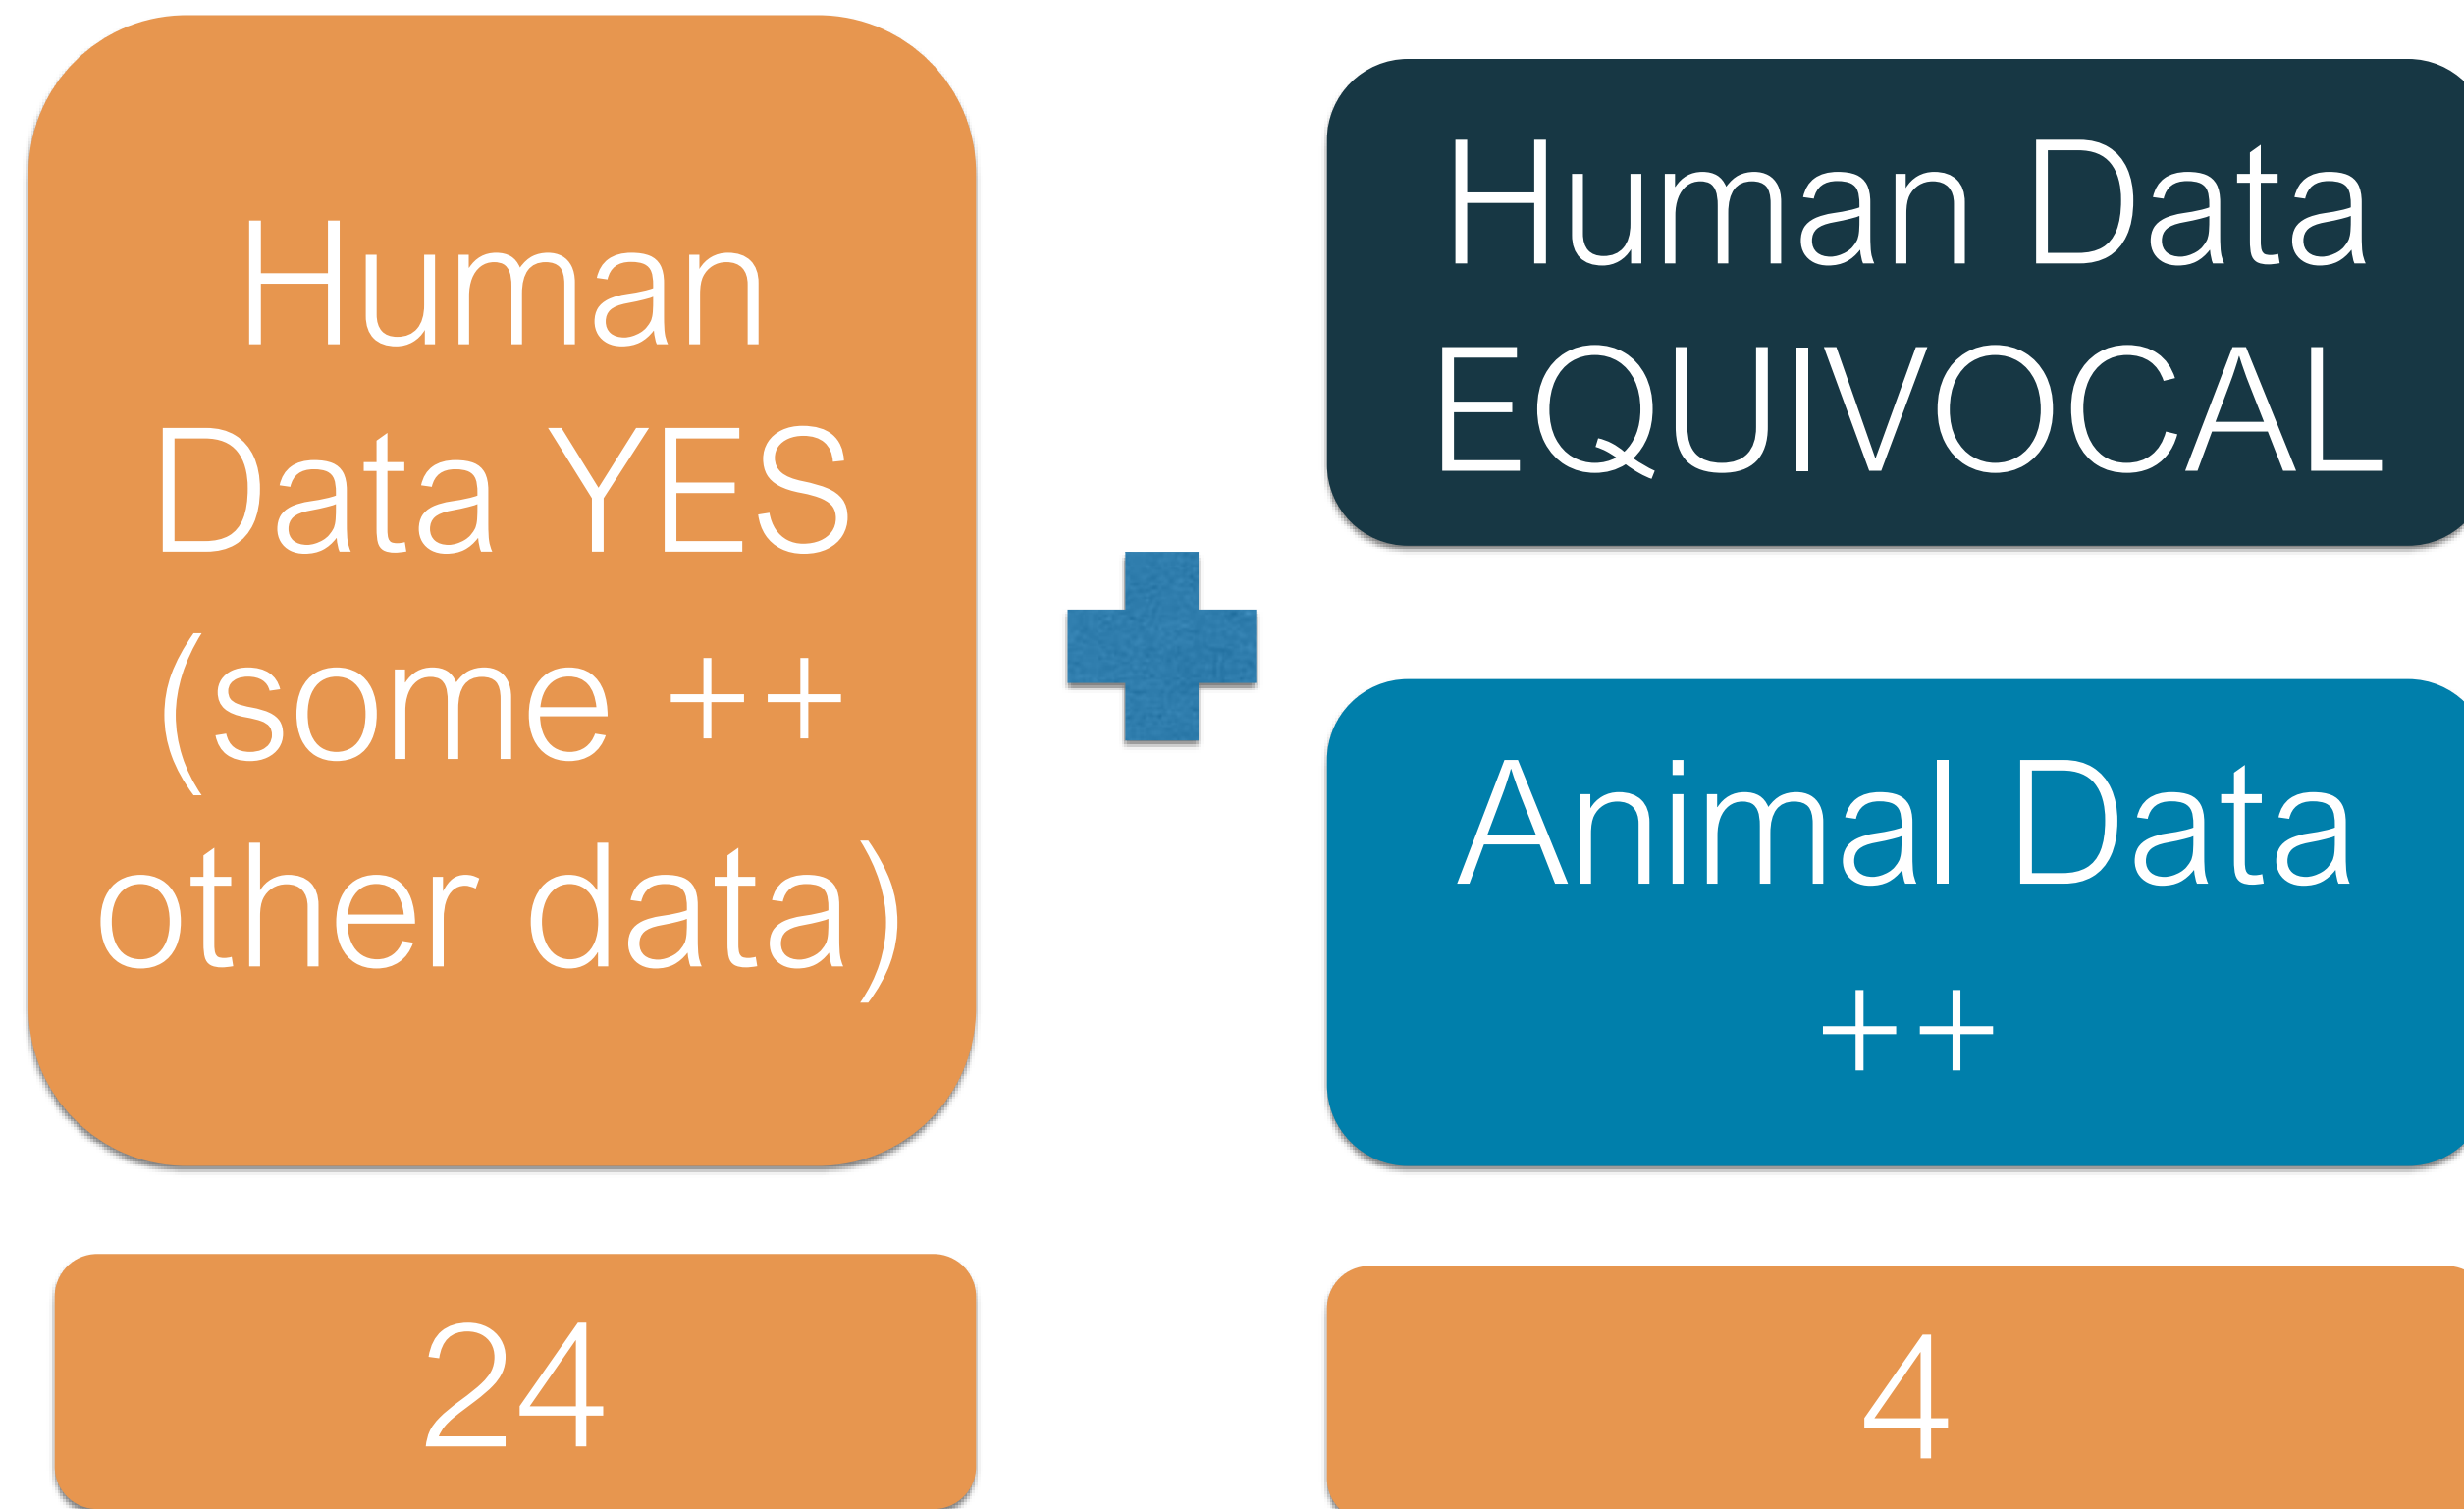 Human
Data YES
(some ++
other data)
Human Data
EQUIVOCAL
Animal Data
++
24
4